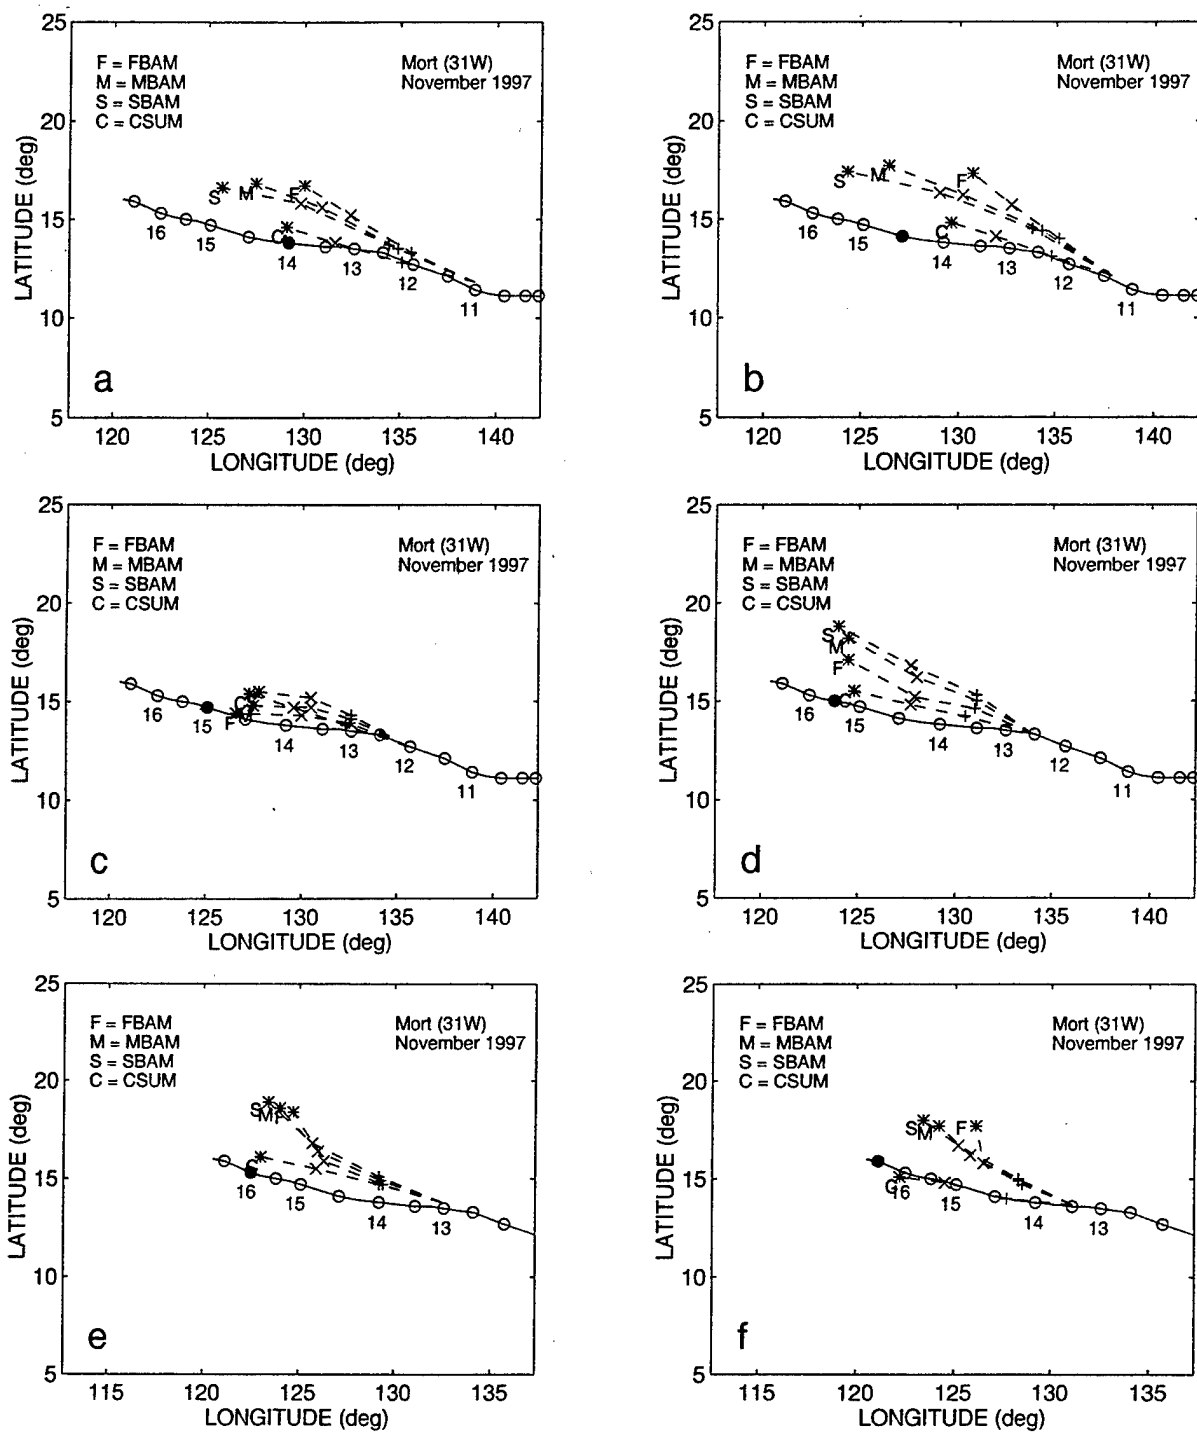 25
F = FBAM
M = MBAM
S = SBAM
C = CSUM
Mort (31W)
November 1997
20
15
10
5
LATITUDE (deg)
S
M
F
C
16
15
14
13
12
11
a
120
125
130
135
140
LONGITUDE (deg)
25
F = FBAM
M = MBAM
S = SBAM
C = CSUM
Mort (31W)
November 1997
20
15
10
5
LATITUDE (deg)
S
M
F
C
16
15
14
13
12
11
b
120
125
130
135
140
LONGITUDE (deg)
25
F = FBAM
M = MBAM
S = SBAM
C = CSUM
Mort (31W)
November 1997
20
15
10
5
LATITUDE (deg)
F
16
15
14
13
12
11
c
120
125
130
135
140
LONGITUDE (deg)
25
F = FBAM
M = MBAM
S = SBAM
C = CSUM
Mort (31W)
November 1997
20
15
10
5
LATITUDE (deg)
S
M
F
C
16
15
14
13
12
11
d
120
125
130
135
140
LONGITUDE (deg)
25
F = FBAM
M = MBAM
S = SBAM
C = CSUM
Mort (31W)
November 1997
20
15
10
5
LATITUDE (deg)
S
M
F
C
16
15
14
13
e
115
120
125
130
135
LONGITUDE (deg)
25
F = FBAM
M = MBAM
S = SBAM
C = CSUM
Mort (31W)
November 1997
20
15
10
5
LATITUDE (deg)
S
M
F
C
16
15
14
13
f
115
120
125
130
135
LONGITUDE (deg)